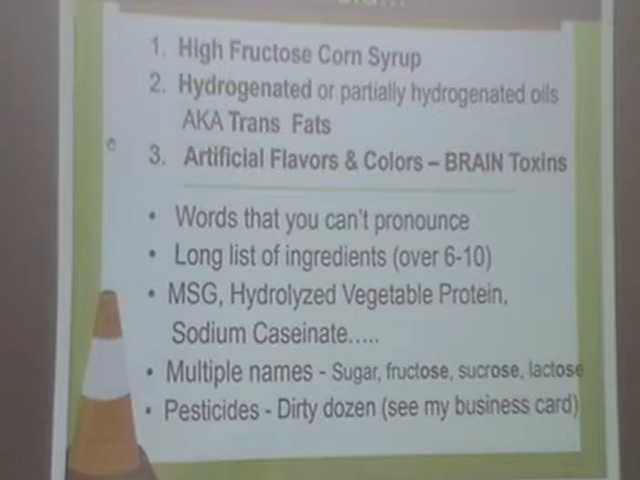 1. High Fructose Corn Syrup
2. Hydrogenated or partially hydrogenated oils
AKA Trans Fats
3. Artificial Flavors & Colors – BRAIN Toxins
• Words that you can't pronounce
• Long list of ingredients (over 6-10)
• MSG, Hydrolyzed Vegetable Protein,
Sodium Caseinate.....
• Multiple names - Sugar, fructose, sucrose, lactose
• Pesticides - Dirty dozen (see my business card)